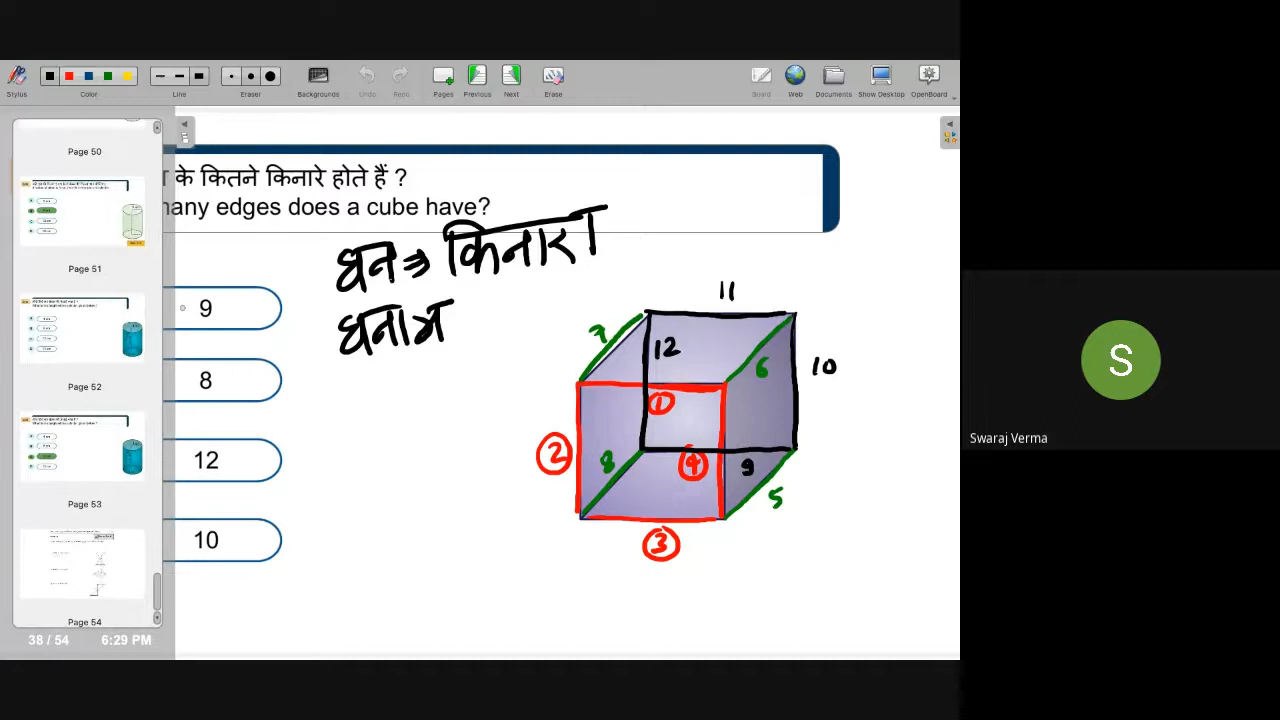 Stylus Color Line Eraser Backgrounds Undo Redo Pages Previous Next Erase Board Web Documents Show Desktop OpenBoard
Page 50
Page 51
Page 52
Page 53
Page 54
38 / 54 6:29 PM
के कितने किनारे होते हैं ?
many edges does a cube have?
घन ⇒ किनारा
घनाभ
9
8
12
10
11
7
12
6
10
1
2
8
4
9
5
3
S
Swaraj Verma